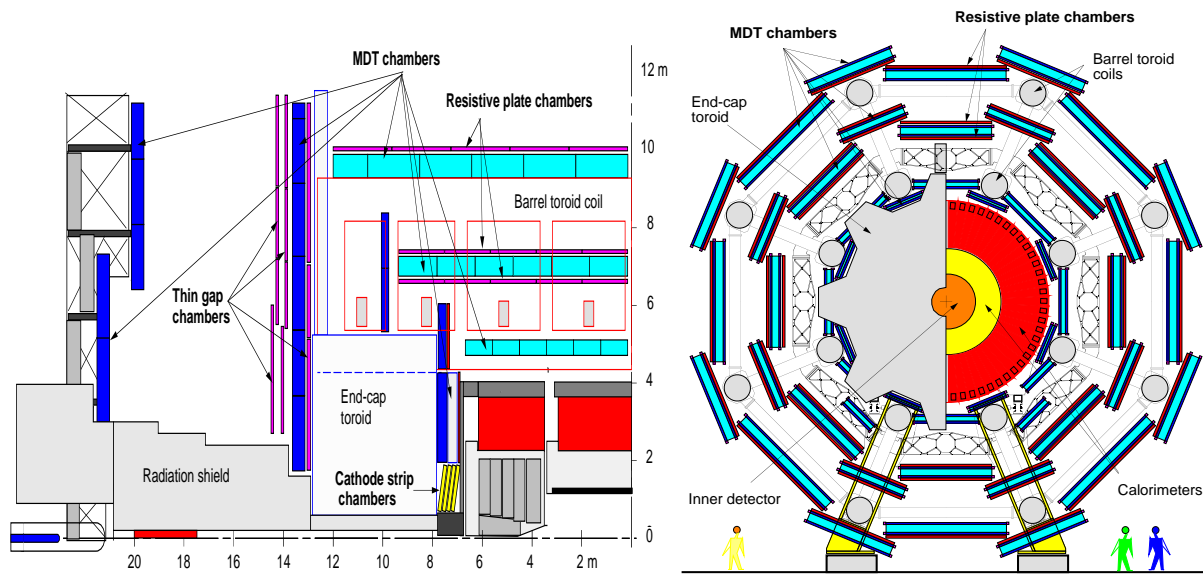 MDT chambers
Resistive plate chambers
12 m
10
Barrel toroid coil
8
Thin gap
chambers
6
End-cap
toroid
4
Radiation shield
Cathode strip
chambers
2
0
20
18
16
14
12
10
8
6
4
2 m
Resistive plate chambers
MDT chambers
Barrel toroid
coils
End-cap
toroid
Inner detector
Calorimeters